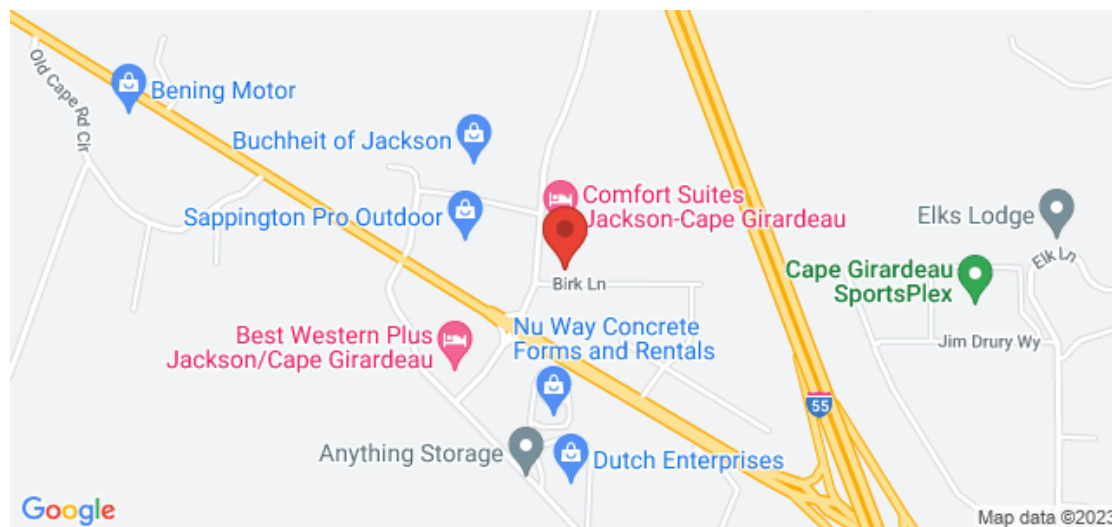 Old Cape Rd Cir
Bening Motor
Buchheit of Jackson
Sappington Pro Outdoor
Comfort Suites
Jackson-Cape Girardeau
Elks Lodge
Elk Ln
Cape Girardeau
SportsPlex
Birk Ln
Jim Drury Wy
Nu Way Concrete
Forms and Rentals
Best Western Plus
Jackson/Cape Girardeau
55
Anything Storage
Dutch Enterprises
Google
Map data ©2023